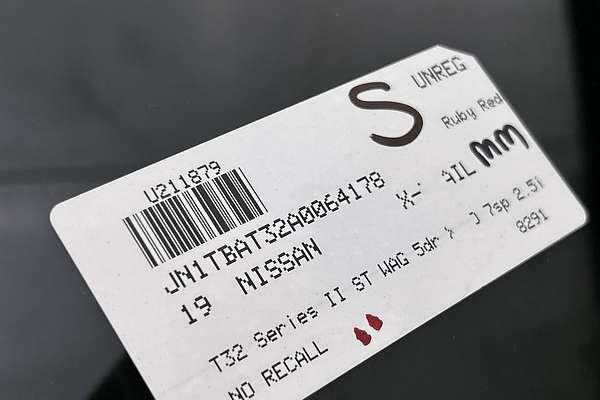 S UNREG
Ruby Red
U211879
JN1TBAT32A0064178
X- AIL MM
19 NISSAN
T32 Series II ST WAG 5dr 7sp 2.5i
8291
NO RECALL